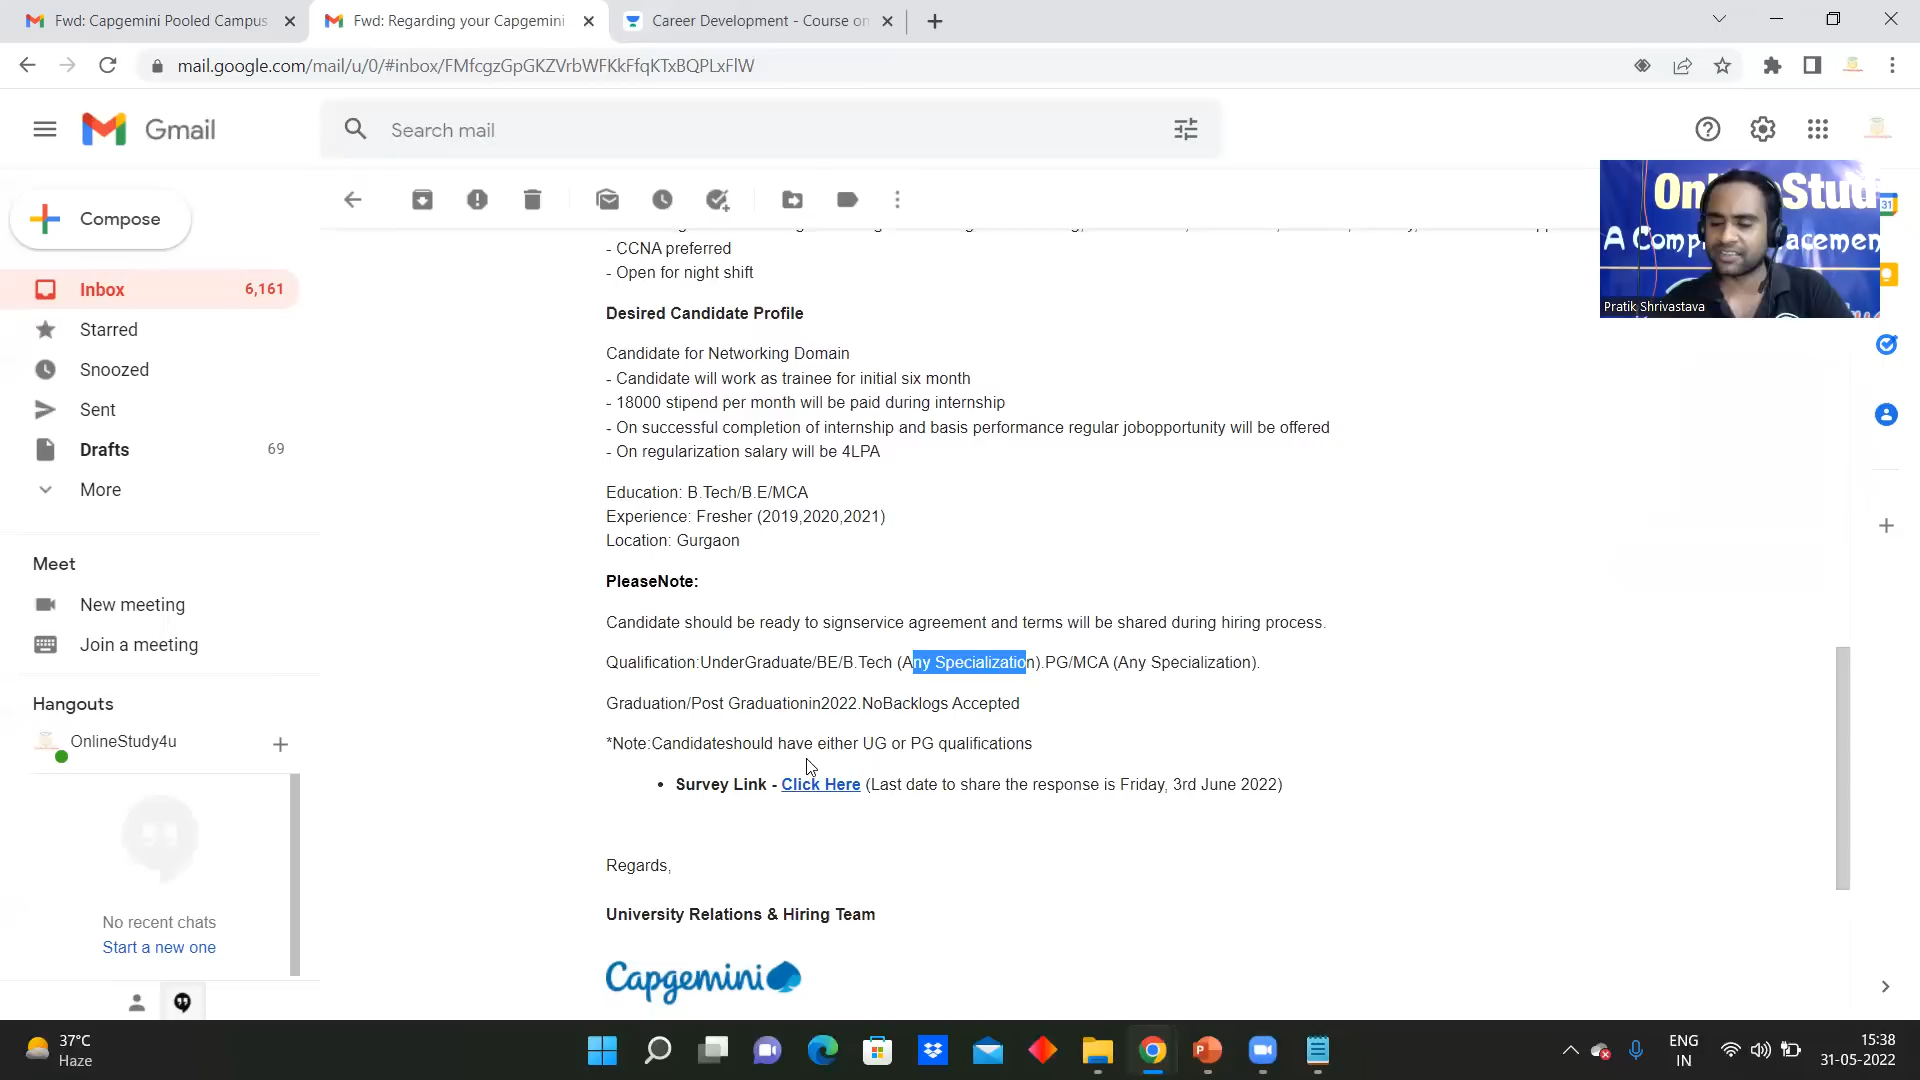 Fwd: Capgemini Pooled Campus
Fwd: Regarding your Capgemini
Career Development - Course on
mail.google.com/mail/u/0/#inbox/FMfcgzGpGKZVrbWFKkFfqKTxBQPLxFlW
Gmail
Search mail
Compose
Inbox 6,161
Starred
Snoozed
Sent
Drafts 69
More
Meet
New meeting
Join a meeting
Hangouts
OnlineStudy4u
No recent chats
Start a new one
- CCNA preferred
- Open for night shift
Desired Candidate Profile
Candidate for Networking Domain
- Candidate will work as trainee for initial six month
- 18000 stipend per month will be paid during internship
- On successful completion of internship and basis performance regular jobopportunity will be offered
- On regularization salary will be 4LPA
Education: B.Tech/B.E/MCA
Experience: Fresher (2019,2020,2021)
Location: Gurgaon
PleaseNote:
Candidate should be ready to signservice agreement and terms will be shared during hiring process.
Qualification:UnderGraduate/BE/B.Tech (Any Specialization).PG/MCA (Any Specialization).
Graduation/Post Graduationin2022.NoBacklogs Accepted
*Note:Candidateshould have either UG or PG qualifications
• Survey Link - Click Here (Last date to share the response is Friday, 3rd June 2022)
Regards,
University Relations & Hiring Team
Capgemini
A
Pratik Shrivastava
31
37°C
Haze
ENG
IN
15:38
31-05-2022